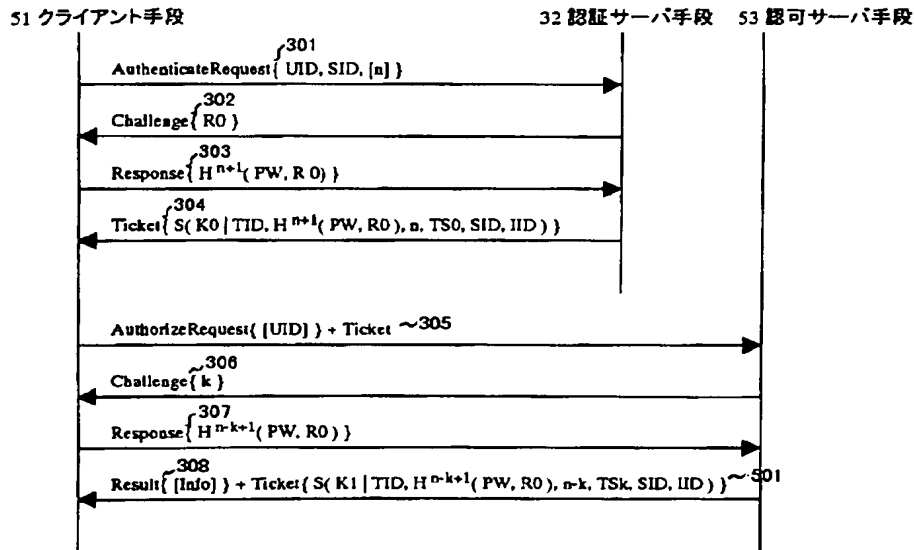 51 クライアント手段 32 認証サーバ手段 53 認可サーバ手段
301
AuthenticateRequest{ UID, SID, [n] }
302
Challenge{ R0 }
303
Response{ H^{n+1}( PW, R 0) }
304
Ticket{ S( K0 | TID, H^{n+1}( PW, R0 ), n, TS0, SID, IID ) }
AuthorizeRequest{ [UID] } + Ticket ~305
306
Challenge{ k }
307
Response{ H^{n-k+1}( PW, R0 ) }
308
Result{ [Info] } + Ticket{ S( K1 | TID, H^{n-k+1}( PW, R0 ), n-k, TSk, SID, IID ) } ~501